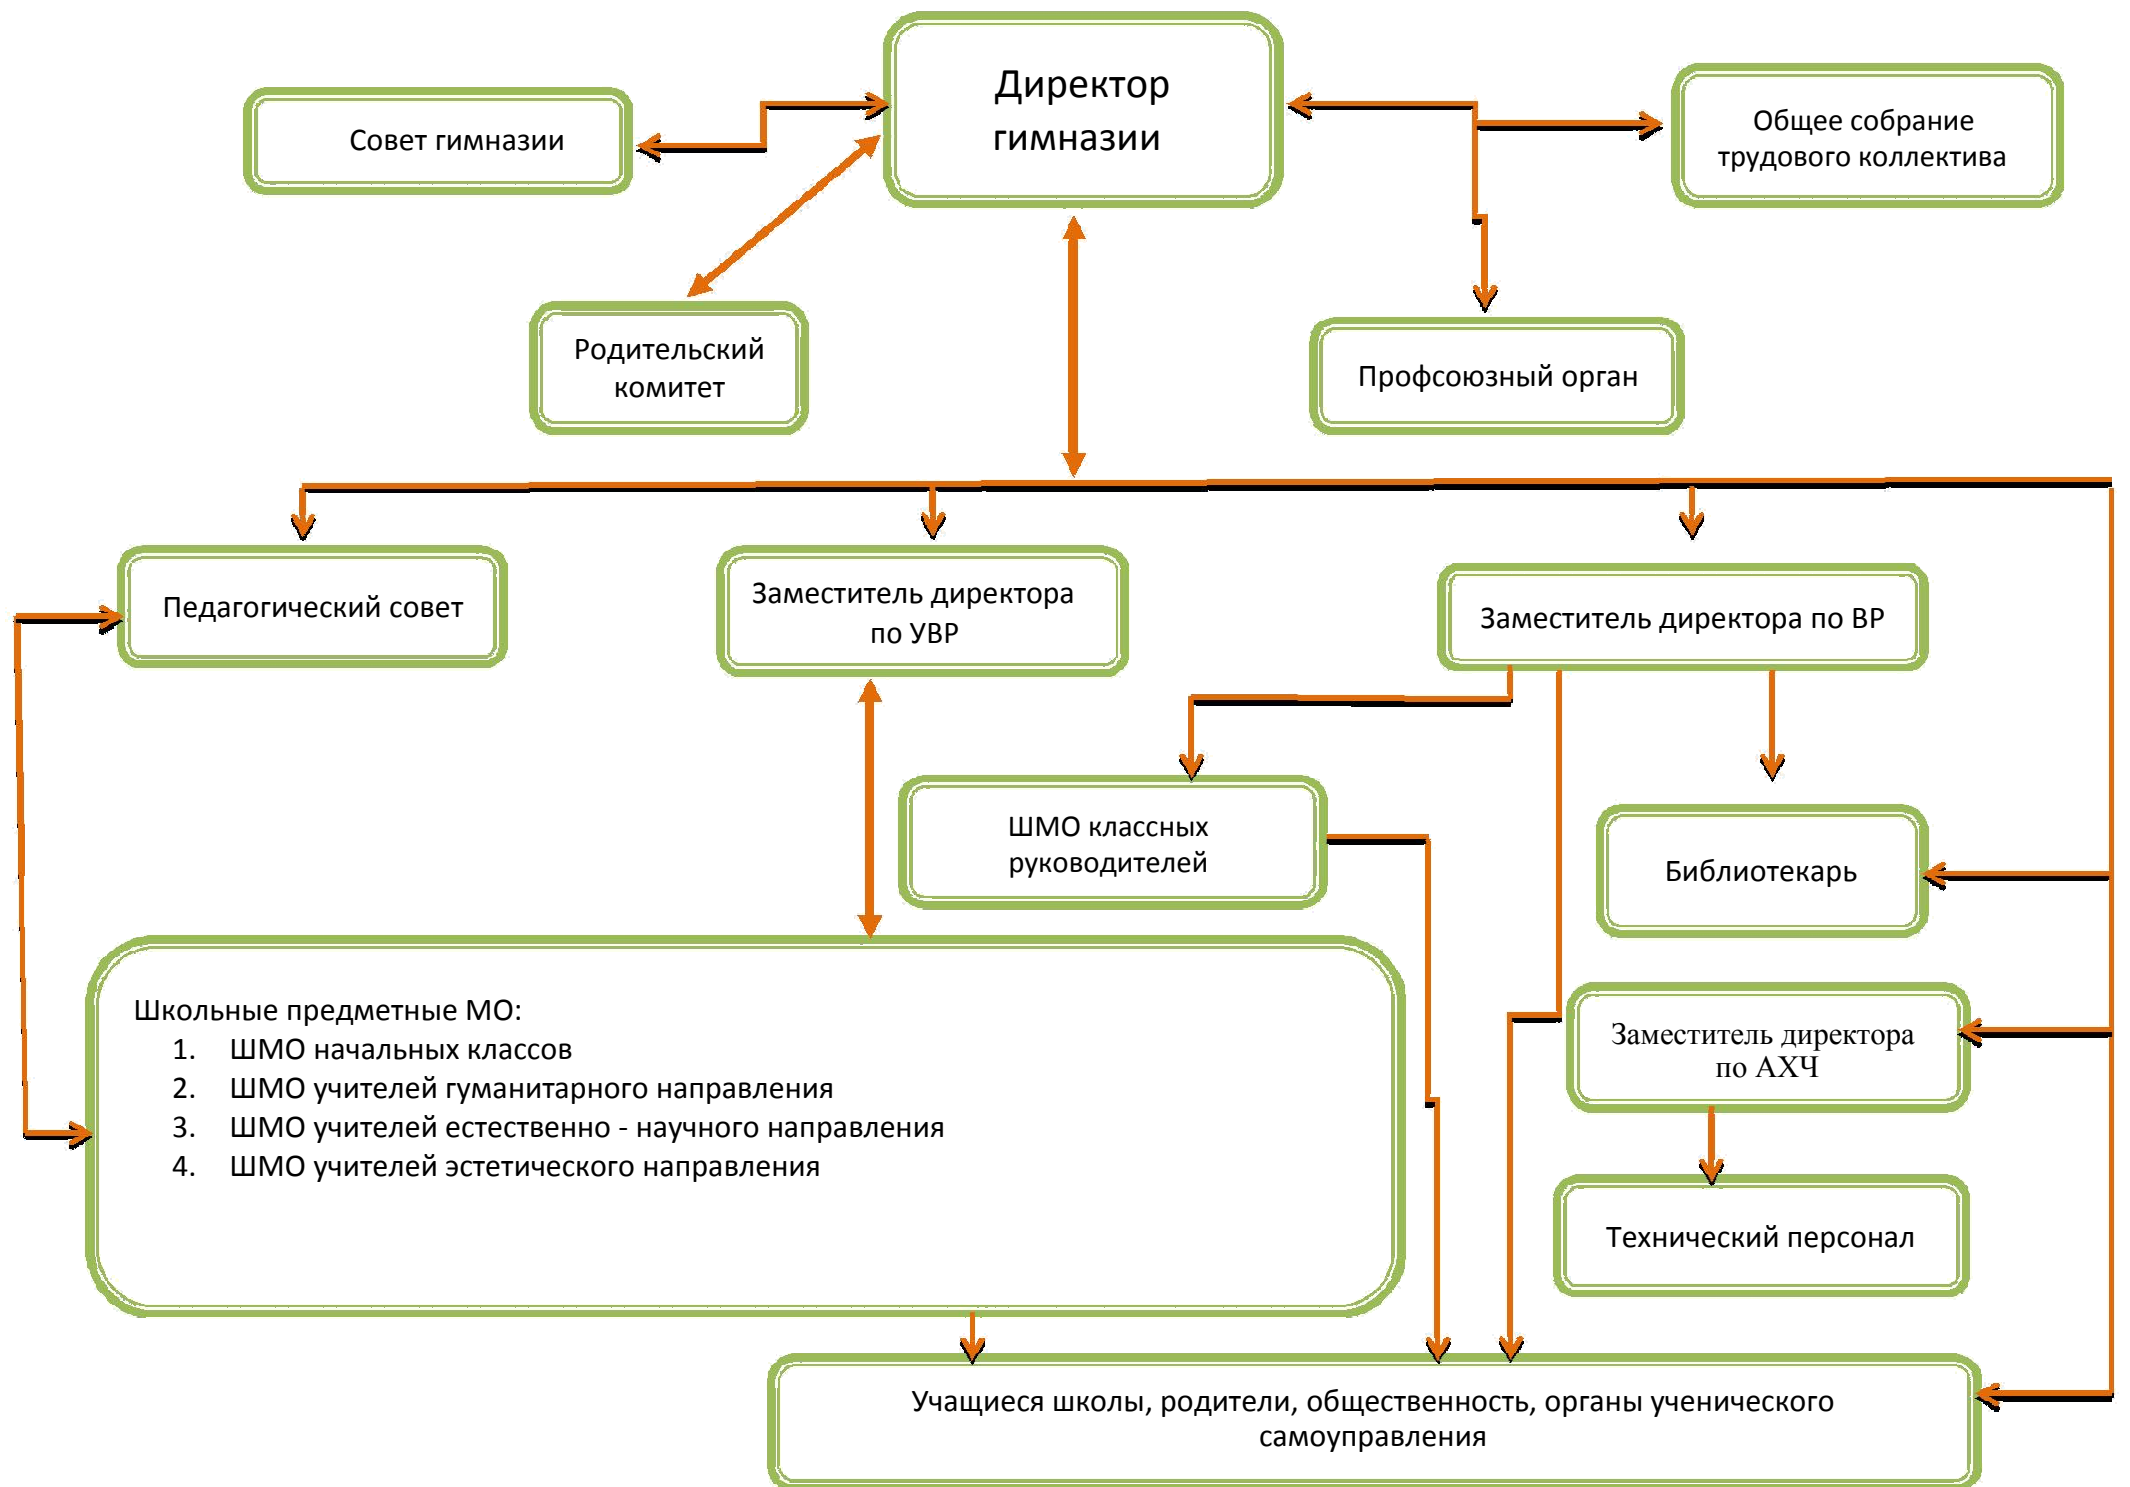 Директор
гимназии
Совет гимназии
Общее собрание
трудового коллектива
Родительский
комитет
Профсоюзный орган
Педагогический совет
Заместитель директора
по УВР
Заместитель директора по ВР
ШМО классных
руководителей
Библиотекарь
Школьные предметные МО:
1. ШМО начальных классов
2. ШМО учителей гуманитарного направления
3. ШМО учителей естественно - научного направления
4. ШМО учителей эстетического направления
Заместитель директора
по АХЧ
Технический персонал
Учащиеся школы, родители, общественность, органы ученического
самоуправления